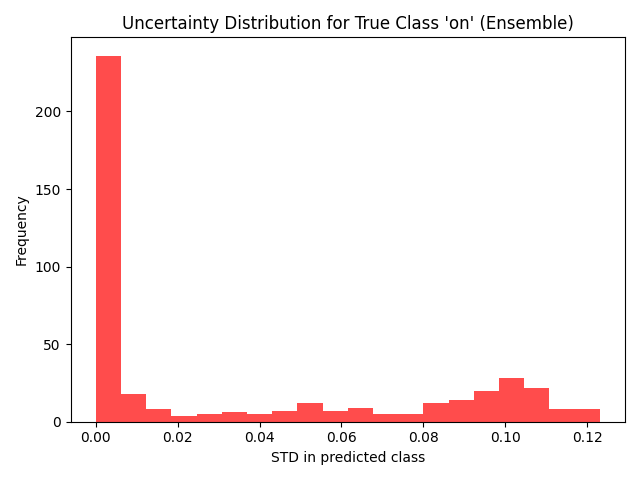 Uncertainty Distribution for True Class 'on' (Ensemble)
Frequency
200
150
100
50
0
0.00 0.02 0.04 0.06 0.08 0.10 0.12
STD in predicted class